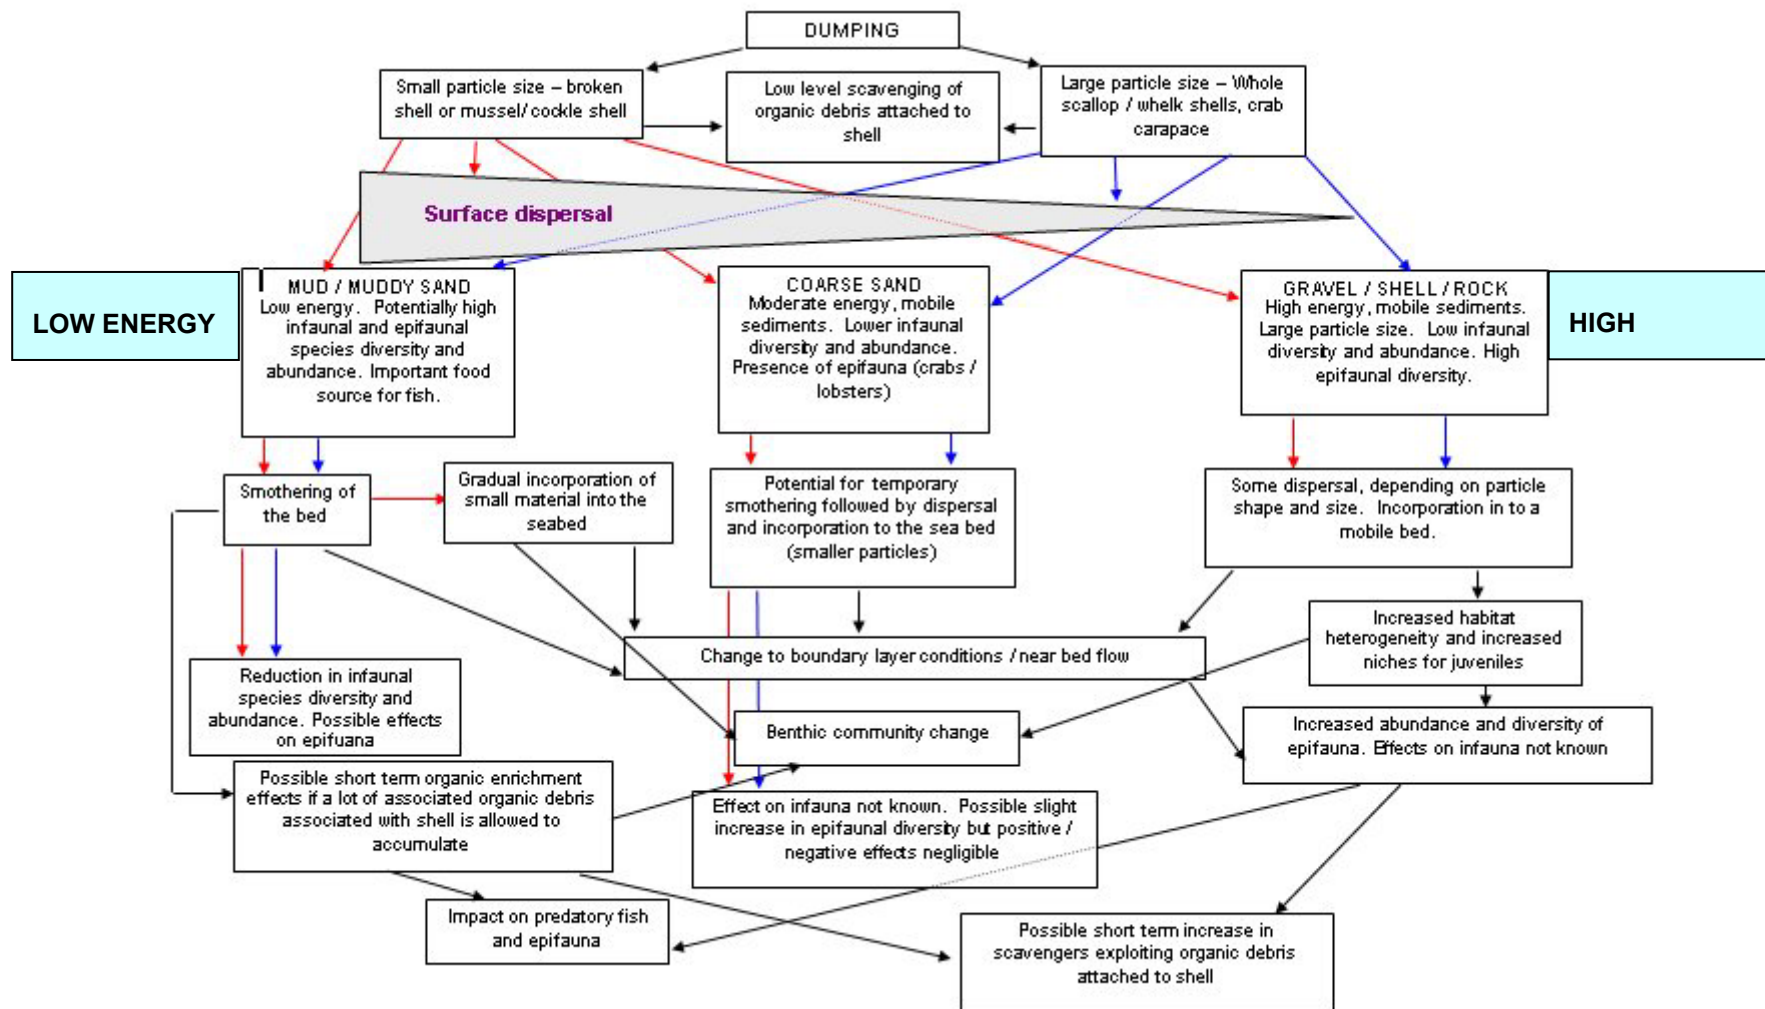 DUMPING
Small particle size – broken
shell or mussel/ cockle shell
Low level scavenging of
organic debris attached to
shell
Large particle size – Whole
scallop / whelk shells, crab
carapace
Surface dispersal
LOW ENERGY
MUD / MUDDY SAND
Low energy. Potentially high
infaunal and epifaunal
species diversity and
abundance. Important food
source for fish.
COARSE SAND
Moderate energy, mobile
sediments. Lower infaunal
diversity and abundance.
Presence of epifauna (crabs /
lobsters)
GRAVEL / SHELL / ROCK
High energy, mobile sediments.
Large particle size. Low infaunal
diversity and abundance. High
epifaunal diversity.
HIGH
Smothering of
the bed
Gradual incorporation of
small material into the
seabed
Potential for temporary
smothering followed by dispersal
and incorporation to the sea bed
(smaller particles)
Some dispersal, depending on particle
shape and size. Incorporation in to a
mobile bed.
Increased habitat
heterogeneity and increased
niches for juveniles
Change to boundary layer conditions / near bed flow
Reduction in infaunal
species diversity and
abundance. Possible effects
on epifuana
Benthic community change
Increased abundance and diversity of
epifauna. Effects on infauna not known
Possible short term organic enrichment
effects if a lot of associated organic debris
associated with shell is allowed to
accumulate
Effect on infauna not known. Possible slight
increase in epifaunal diversity but positive /
negative effects negligible
Impact on predatory fish
and epifauna
Possible short term increase in
scavengers exploiting organic debris
attached to shell